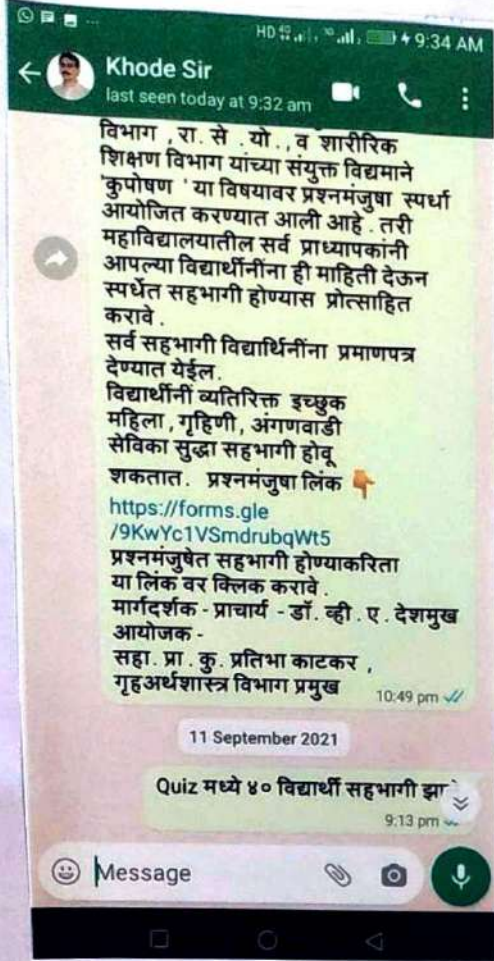 HD 9:34 AM
Khode Sir
last seen today at 9:32 am
विभाग , रा. से . यो . , व शारीरिक
शिक्षण विभाग यांच्या संयुक्त विद्यमाने
'कुपोषण ' या विषयावर प्रश्नमंजुषा स्पर्धा
आयोजित करण्यात आली आहे . तरी
महाविद्यालयातील सर्व प्राध्यापकांनी
आपल्या विद्यार्थीनींना ही माहिती देऊन
स्पर्धेत सहभागी होण्यास प्रोत्साहित
करावे .
सर्व सहभागी विद्यार्थिनींना प्रमाणपत्र
देण्यात येईल.
विद्यार्थीनीं व्यतिरिक्त इच्छुक
महिला , गृहिणी , अंगणवाडी
सेविका सुद्धा सहभागी होवू
शकतात . प्रश्नमंजुषा लिंक 👇
https://forms.gle
/9KwYc1VSmdrubqWt5
प्रश्नमंजुषेत सहभागी होण्याकरिता
या लिंक वर क्लिक करावे .
मार्गदर्शक - प्राचार्य - डॉ. व्ही . ए . देशमुख
आयोजक -
सहा. प्रा . कु . प्रतिभा काटकर ,
गृहअर्थशास्त्र विभाग प्रमुख
10:49 pm
11 September 2021
Quiz मध्ये ४० विद्यार्थी सहभागी
9:13 pm
Message